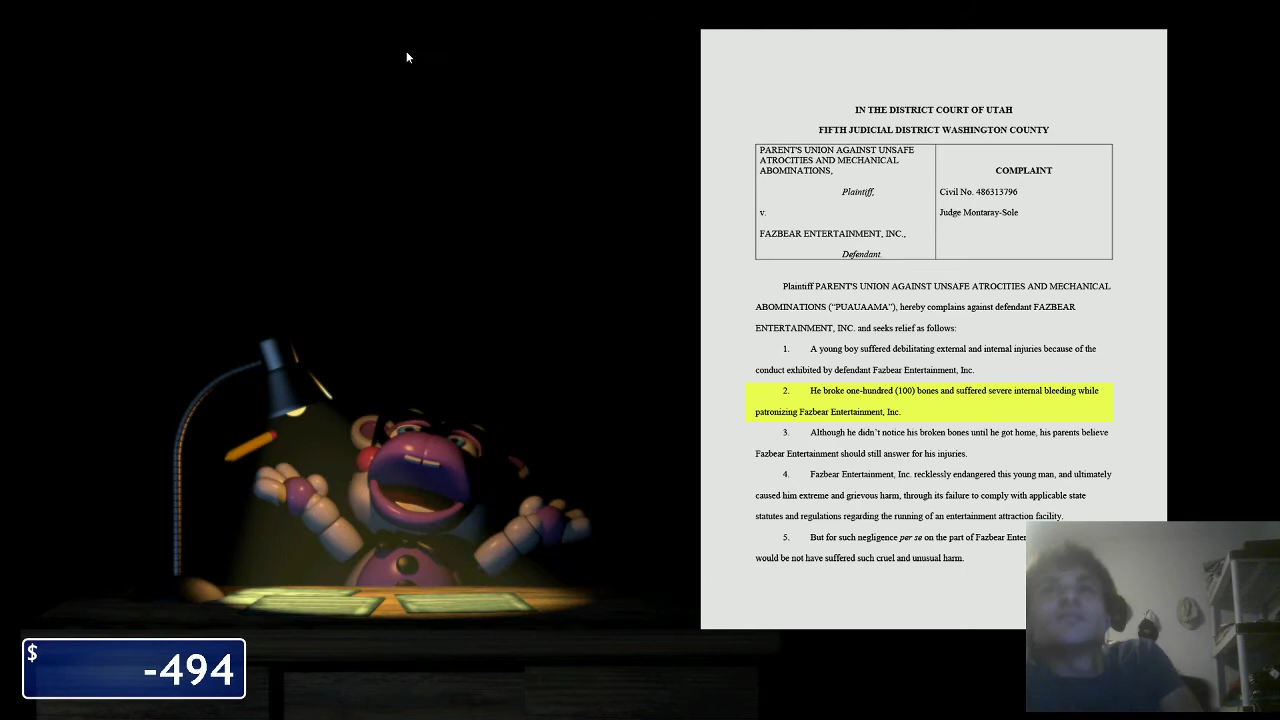 IN THE DISTRICT COURT OF UTAH
FIFTH JUDICIAL DISTRICT WASHINGTON COUNTY
PARENT'S UNION AGAINST UNSAFE
ATROCITIES AND MECHANICAL
ABOMINATIONS,
Plaintiff,
v.
FAZBEAR ENTERTAINMENT, INC.,
Defendant.
COMPLAINT
Civil No. 486313796
Judge Montaray-Sole
Plaintiff PARENT'S UNION AGAINST UNSAFE ATROCITIES AND MECHANICAL
ABOMINATIONS (“PUAUAAMA”), hereby complains against defendant FAZBEAR
ENTERTAINMENT, INC. and seeks relief as follows:
1. A young boy suffered debilitating external and internal injuries because of the
conduct exhibited by defendant Fazbear Entertainment, Inc.
2. He broke one-hundred (100) bones and suffered severe internal bleeding while
patronizing Fazbear Entertainment, Inc.
3. Although he didn’t notice his broken bones until he got home, his parents believe
Fazbear Entertainment should still answer for his injuries.
4. Fazbear Entertainment, Inc. recklessly endangered this young man, and ultimately
caused him extreme and grievous harm, through its failure to comply with applicable state
statutes and regulations regarding the running of an entertainment attraction facility.
5. But for such negligence per se on the part of Fazbear Enter
would be not have suffered such cruel and unusual harm.
$ -494